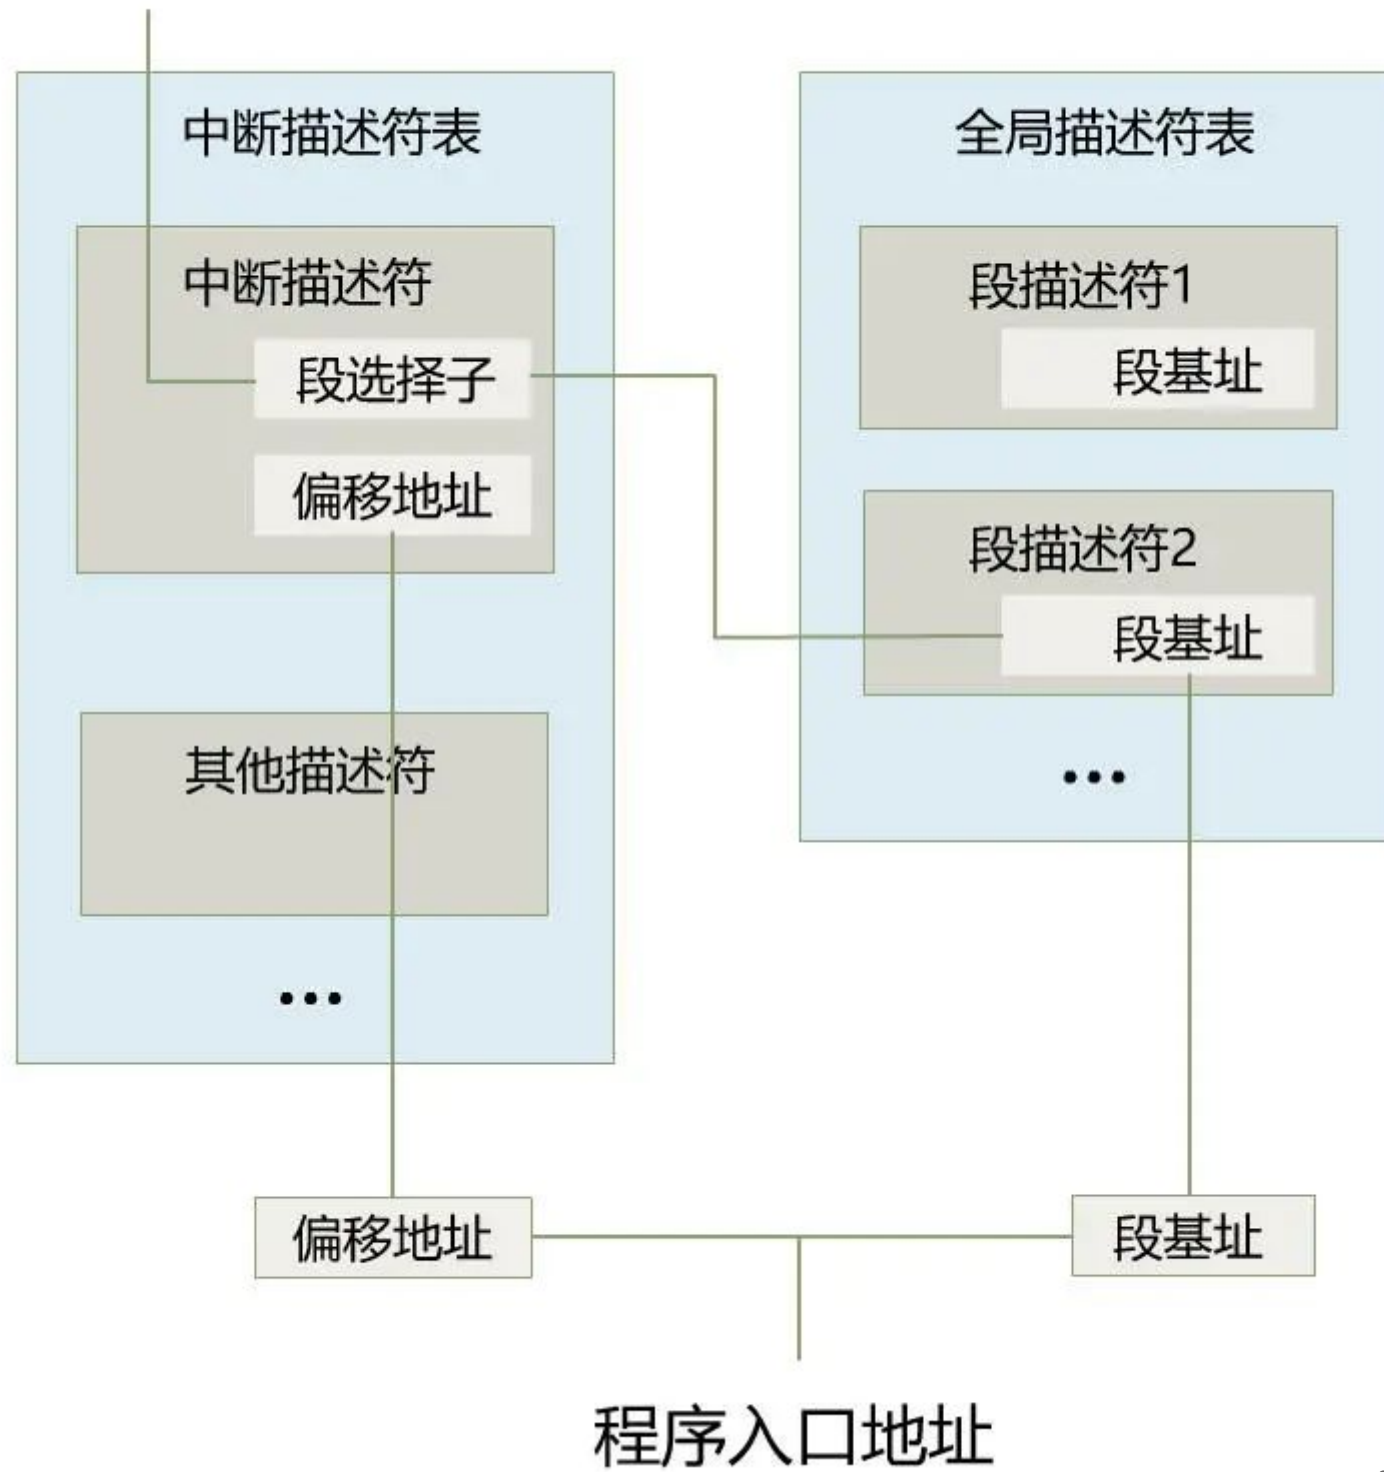 中断描述符表
中断描述符
段选择子
偏移地址
其他描述符
...
全局描述符表
段描述符1
段基址
段描述符2
段基址
...
偏移地址
段基址
程序入口地址